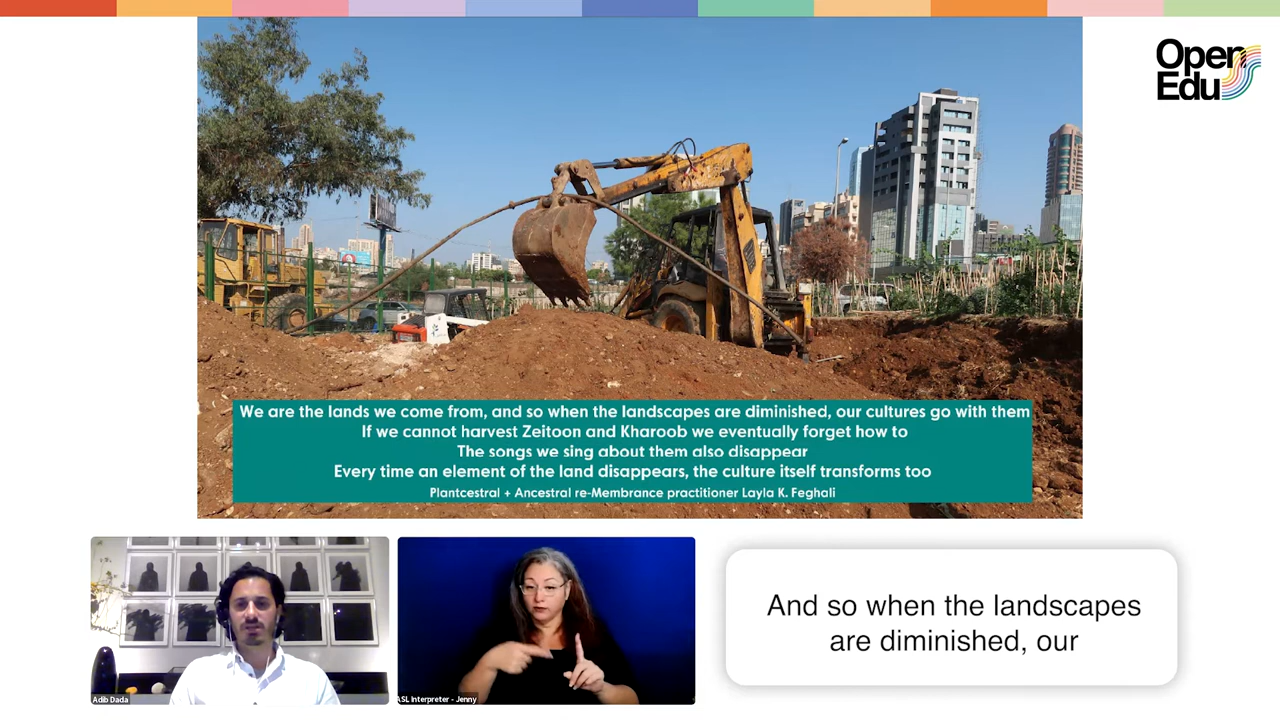 Open
Edu
We are the lands we come from, and so when the landscapes are diminished, our cultures go with them
If we cannot harvest Zeitoon and Kharoob we eventually forget how to
The songs we sing about them also disappear
Every time an element of the land disappears, the culture itself transforms too
Plantcestral + Ancestral re-Membrance practitioner Layla K. Feghali
Adib Dada
ASL Interpreter - Jenny
And so when the landscapes
are diminished, our